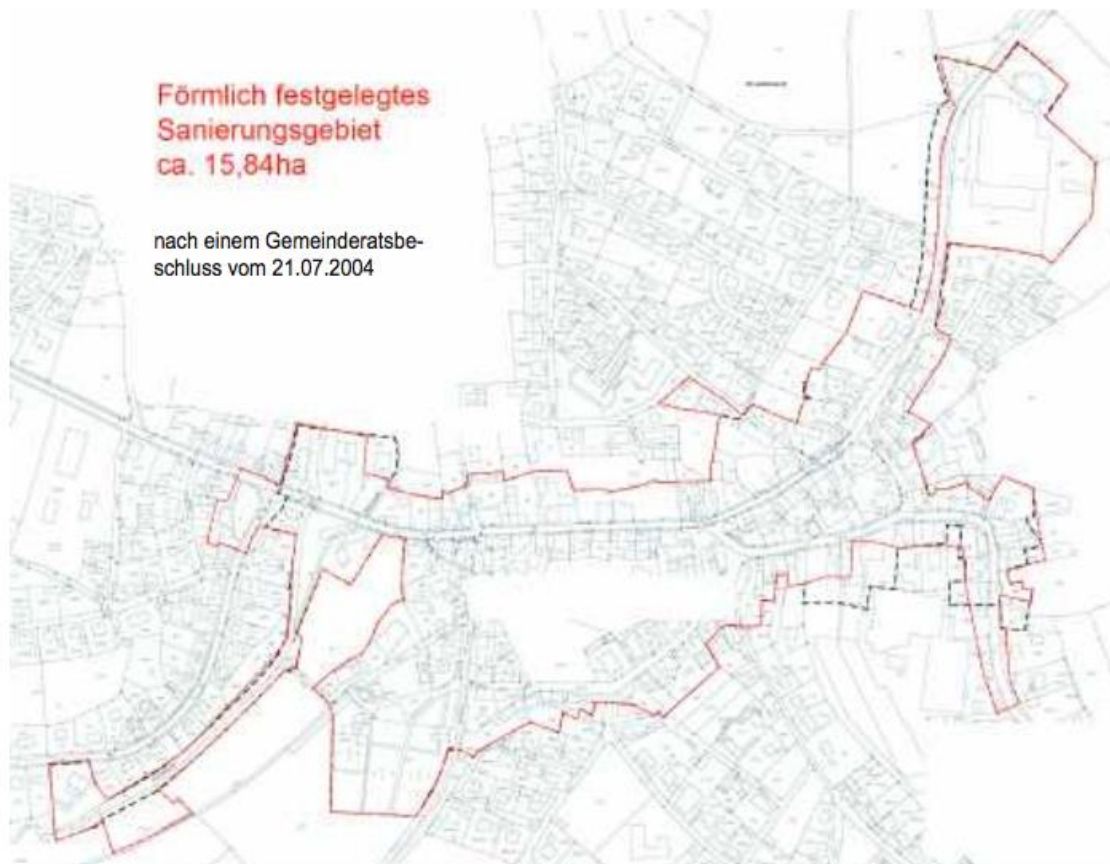 Förmlich festgelegtes
Sanierungsgebiet
ca. 15,84ha
nach einem Gemeinderatsbe-
schluss vom 21.07.2004